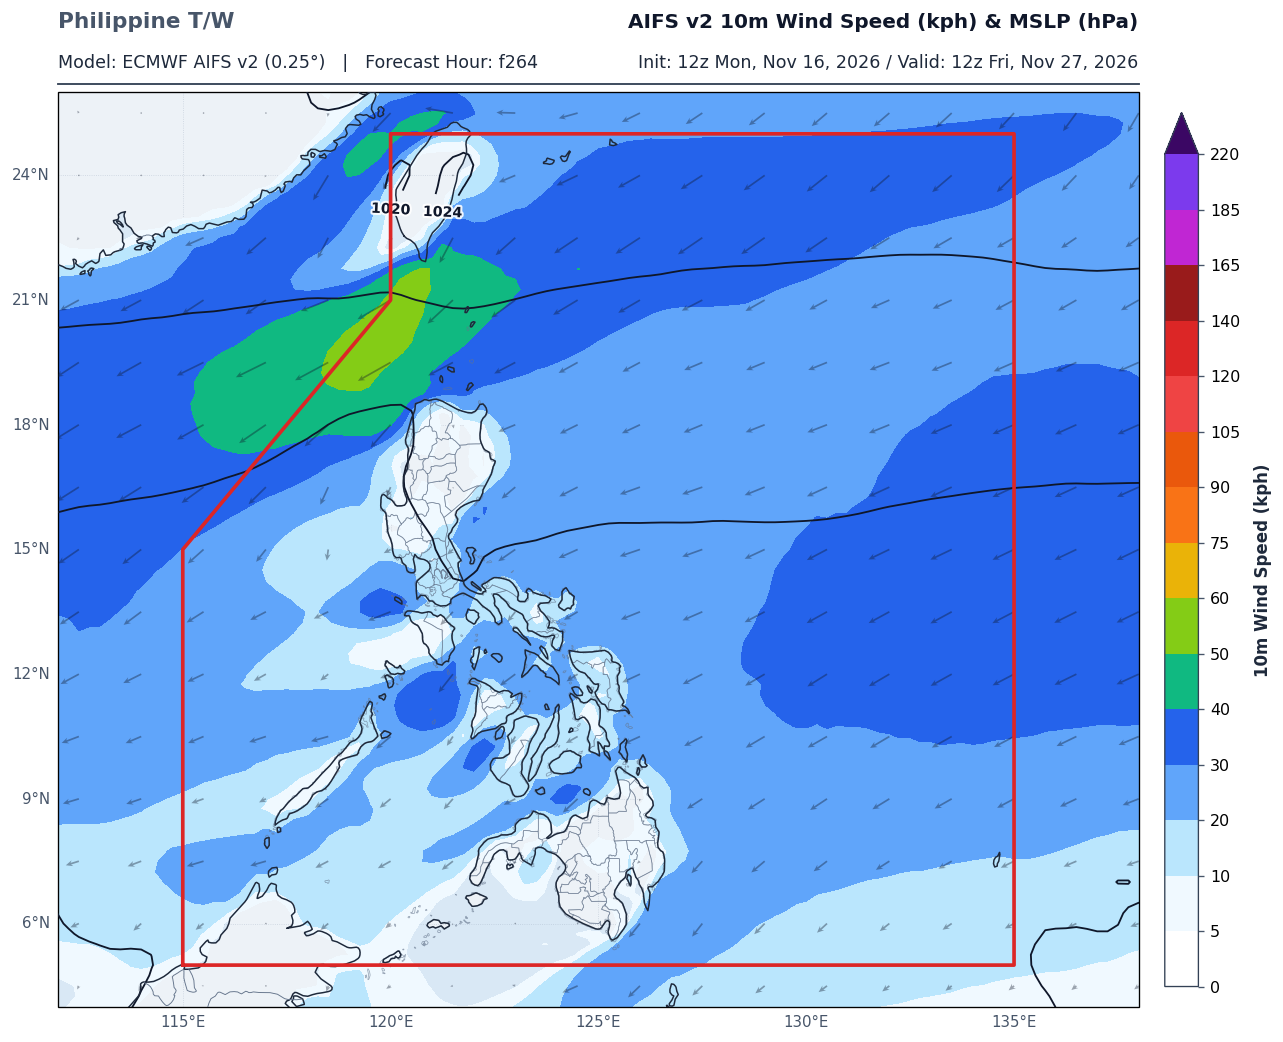 Philippine T/W
AIFS v2 10m Wind Speed (kph) & MSLP (hPa)
Model: ECMWF AIFS v2 (0.25°) | Forecast Hour: f264
Init: 12z Mon, Nov 16, 2026 / Valid: 12z Fri, Nov 27, 2026
24°N
21°N
18°N
15°N
12°N
9°N
6°N
1020
1024
115°E
120°E
125°E
130°E
135°E
220
185
165
140
120
105
90
75
60
50
40
30
20
10
5
0
10m Wind Speed (kph)